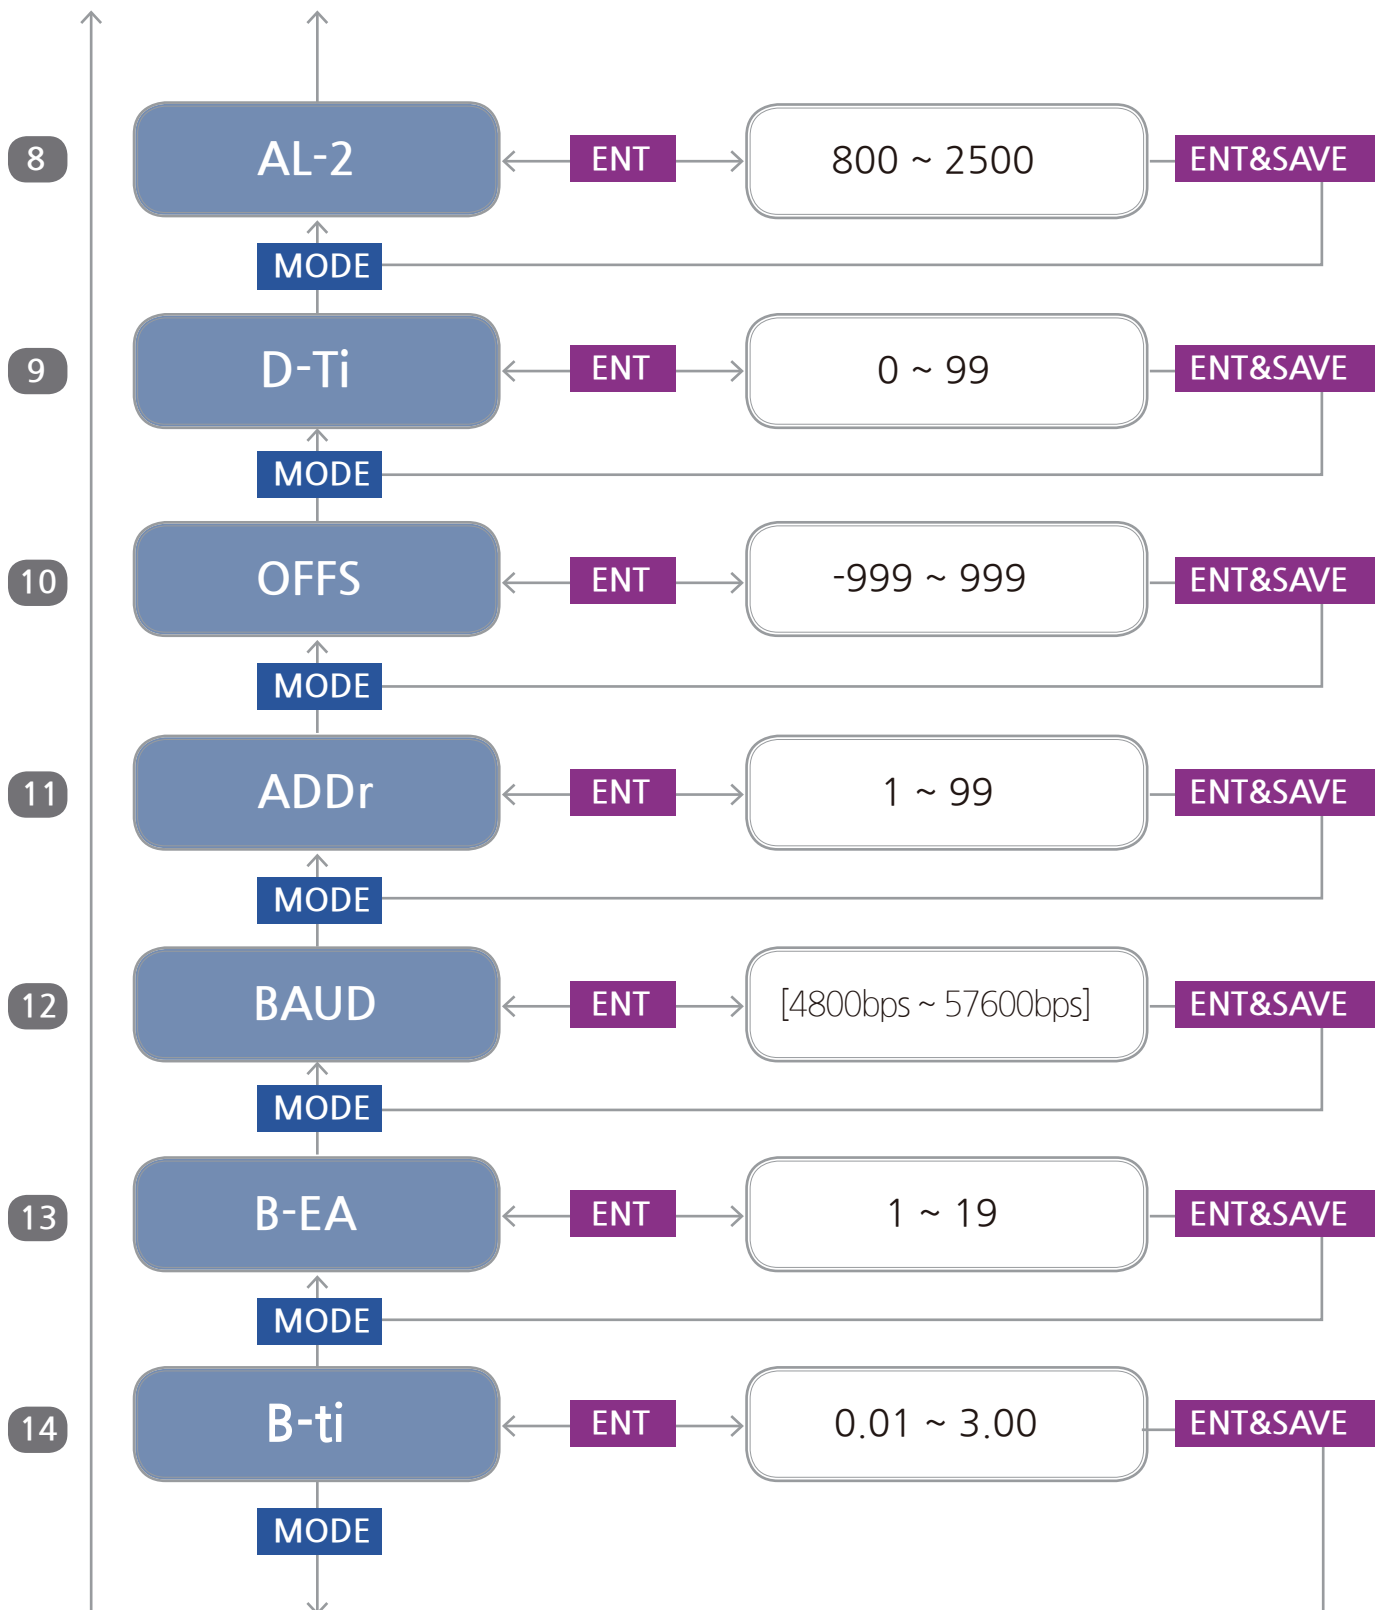 8 AL-2 ENT 800 ~ 2500 ENT&SAVE
MODE
9 D-Ti ENT 0 ~ 99 ENT&SAVE
MODE
10 OFFS ENT -999 ~ 999 ENT&SAVE
MODE
11 ADDr ENT 1 ~ 99 ENT&SAVE
MODE
12 BAUD ENT [4800bps ~ 57600bps] ENT&SAVE
MODE
13 B-EA ENT 1 ~ 19 ENT&SAVE
MODE
14 B-ti ENT 0.01 ~ 3.00 ENT&SAVE
MODE